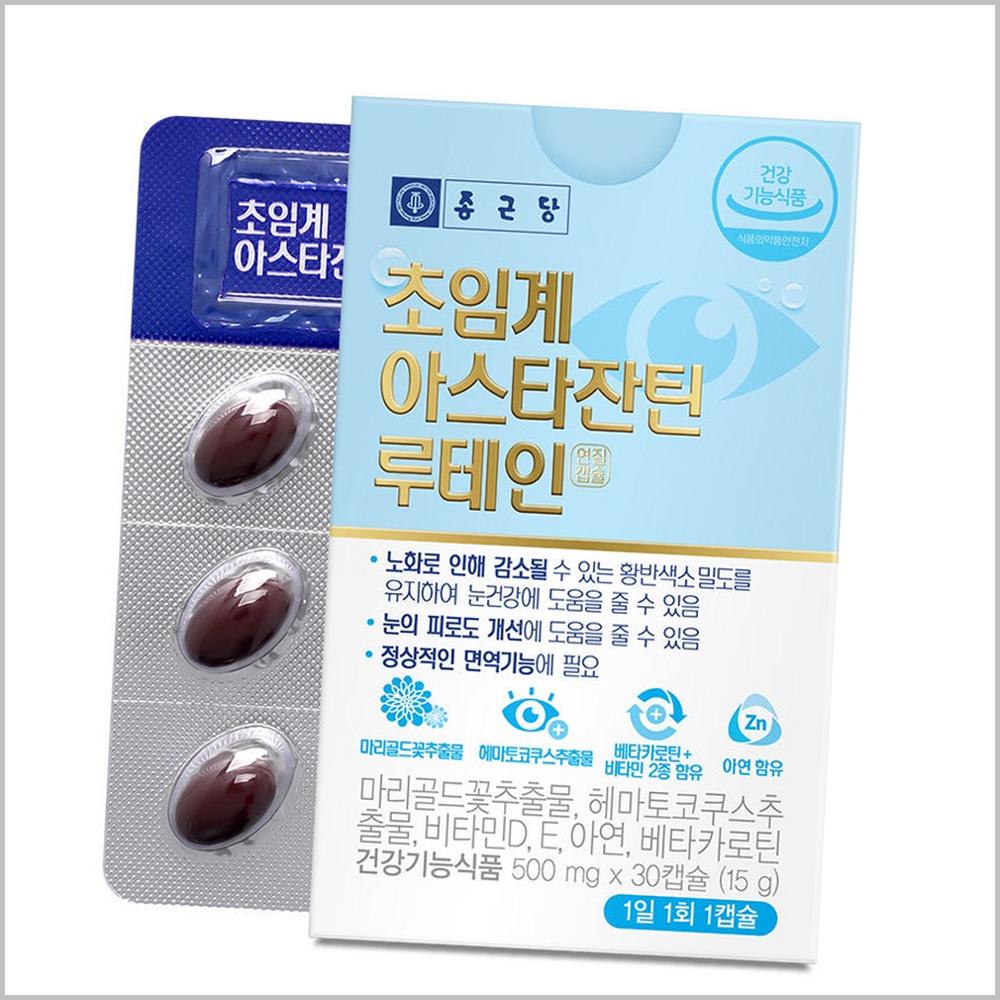 초임계
아스타잔
종근당
건강
기능식품
식품의약품안전처
초임계
아스타잔틴
루테인
연질
캡슐
• 노화로 인해 감소될 수 있는 황반색소밀도를
유지하여 눈건강에 도움을 줄 수 있음
• 눈의 피로도 개선에 도움을 줄 수 있음
• 정상적인 면역기능에 필요
마리골드꽃추출물
헤마토코쿠스추출물
베타카로틴+
비타민 2종 함유
Zn
아연 함유
마리골드꽃추출물, 헤마토코쿠스추
출물, 비타민D, E, 아연, 베타카로틴
건강기능식품 500 mg x 30캡슐 (15 g)
1일 1회 1캡슐